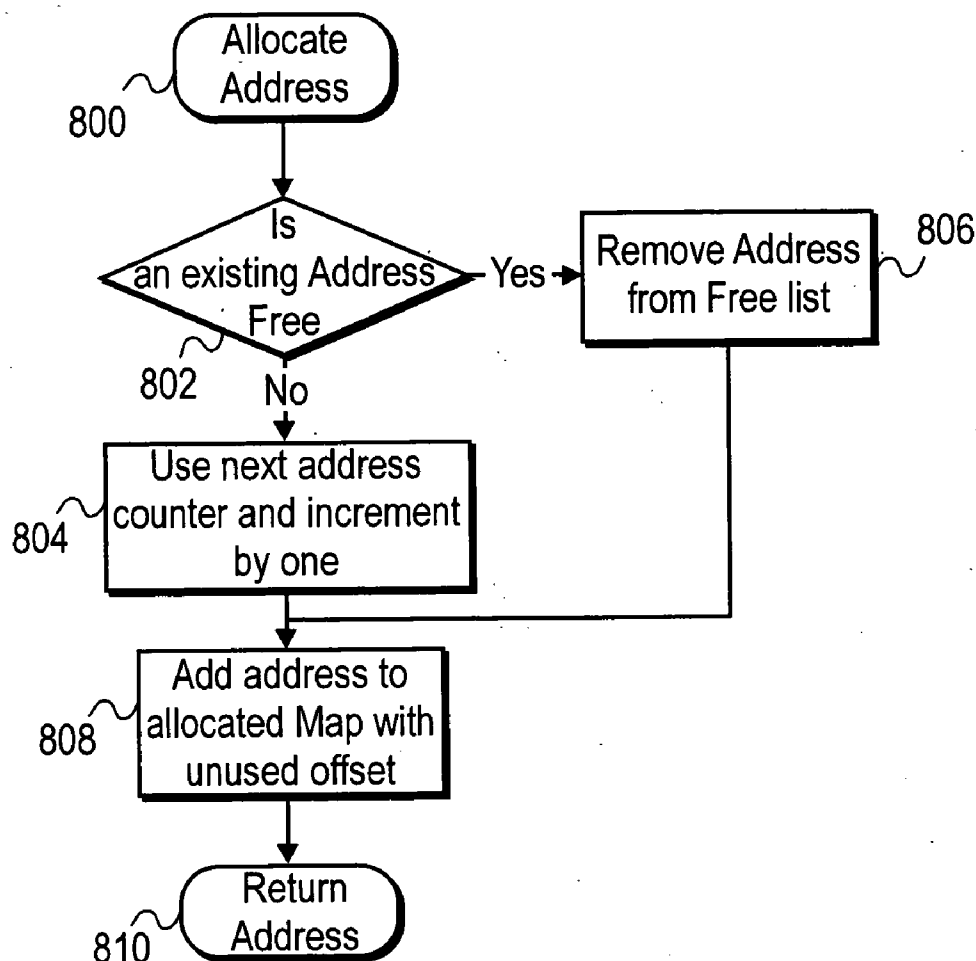 Allocate
Address
800
Is
an existing Address
Free
802
Yes
Remove Address
from Free list
806
No
Use next address
counter and increment
by one
804
Add address to
allocated Map with
unused offset
808
Return
Address
810